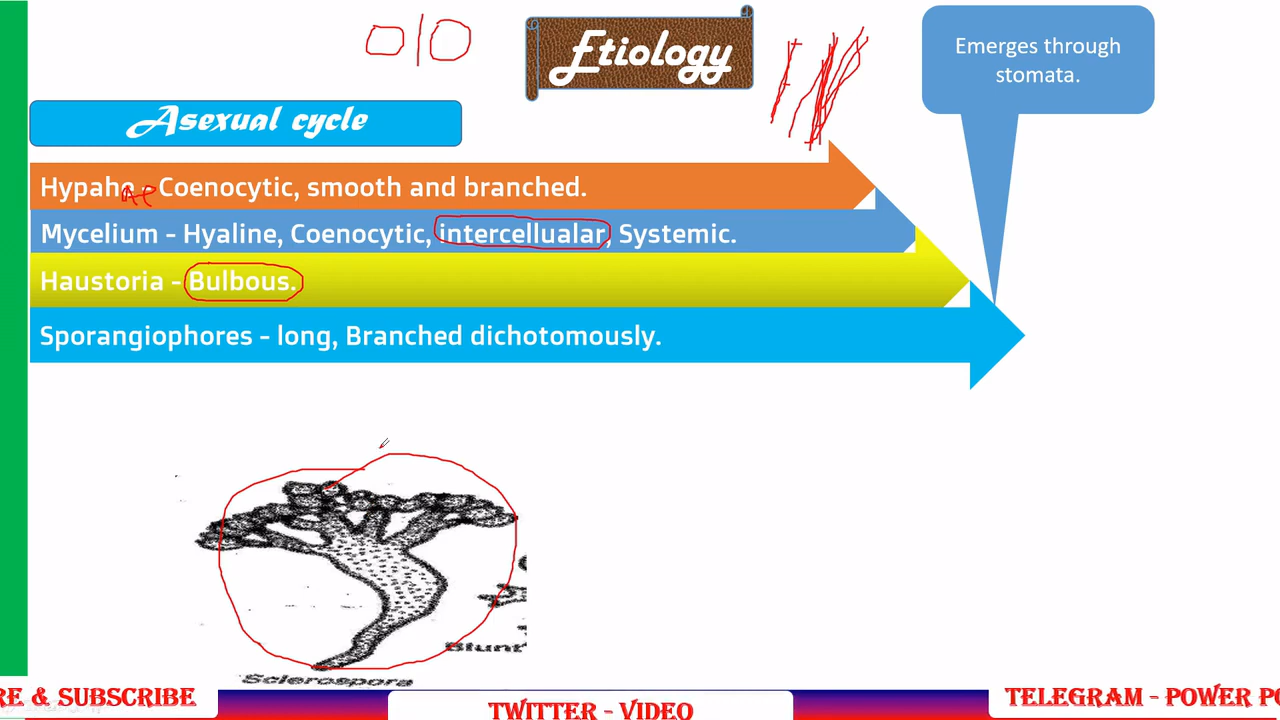 Etiology
Emerges through
stomata.
Asexual cycle
Hypahe - Coenocytic, smooth and branched.
Mycelium - Hyaline, Coenocytic, intercellualar, Systemic.
Haustoria - Bulbous.
Sporangiophores - long, Branched dichotomously.
Blunt
Sclerospora
RE & SUBSCRIBE
TWITTER - VIDEO
TELEGRAM - POWER PO